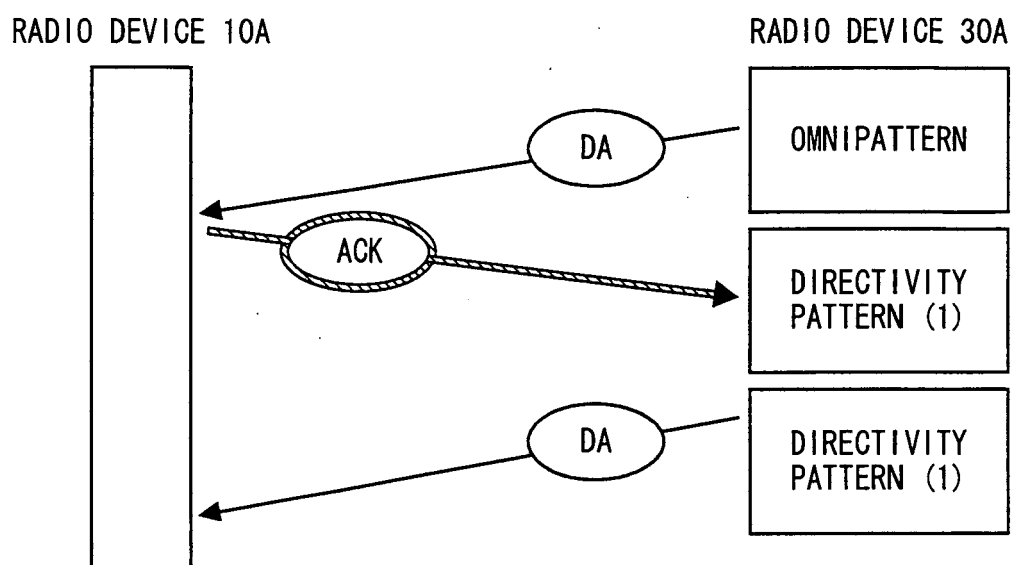 RADIO DEVICE 10A
RADIO DEVICE 30A
DA
OMNIPATTERN
ACK
DIRECTIVITY
PATTERN (1)
DA
DIRECTIVITY
PATTERN (1)